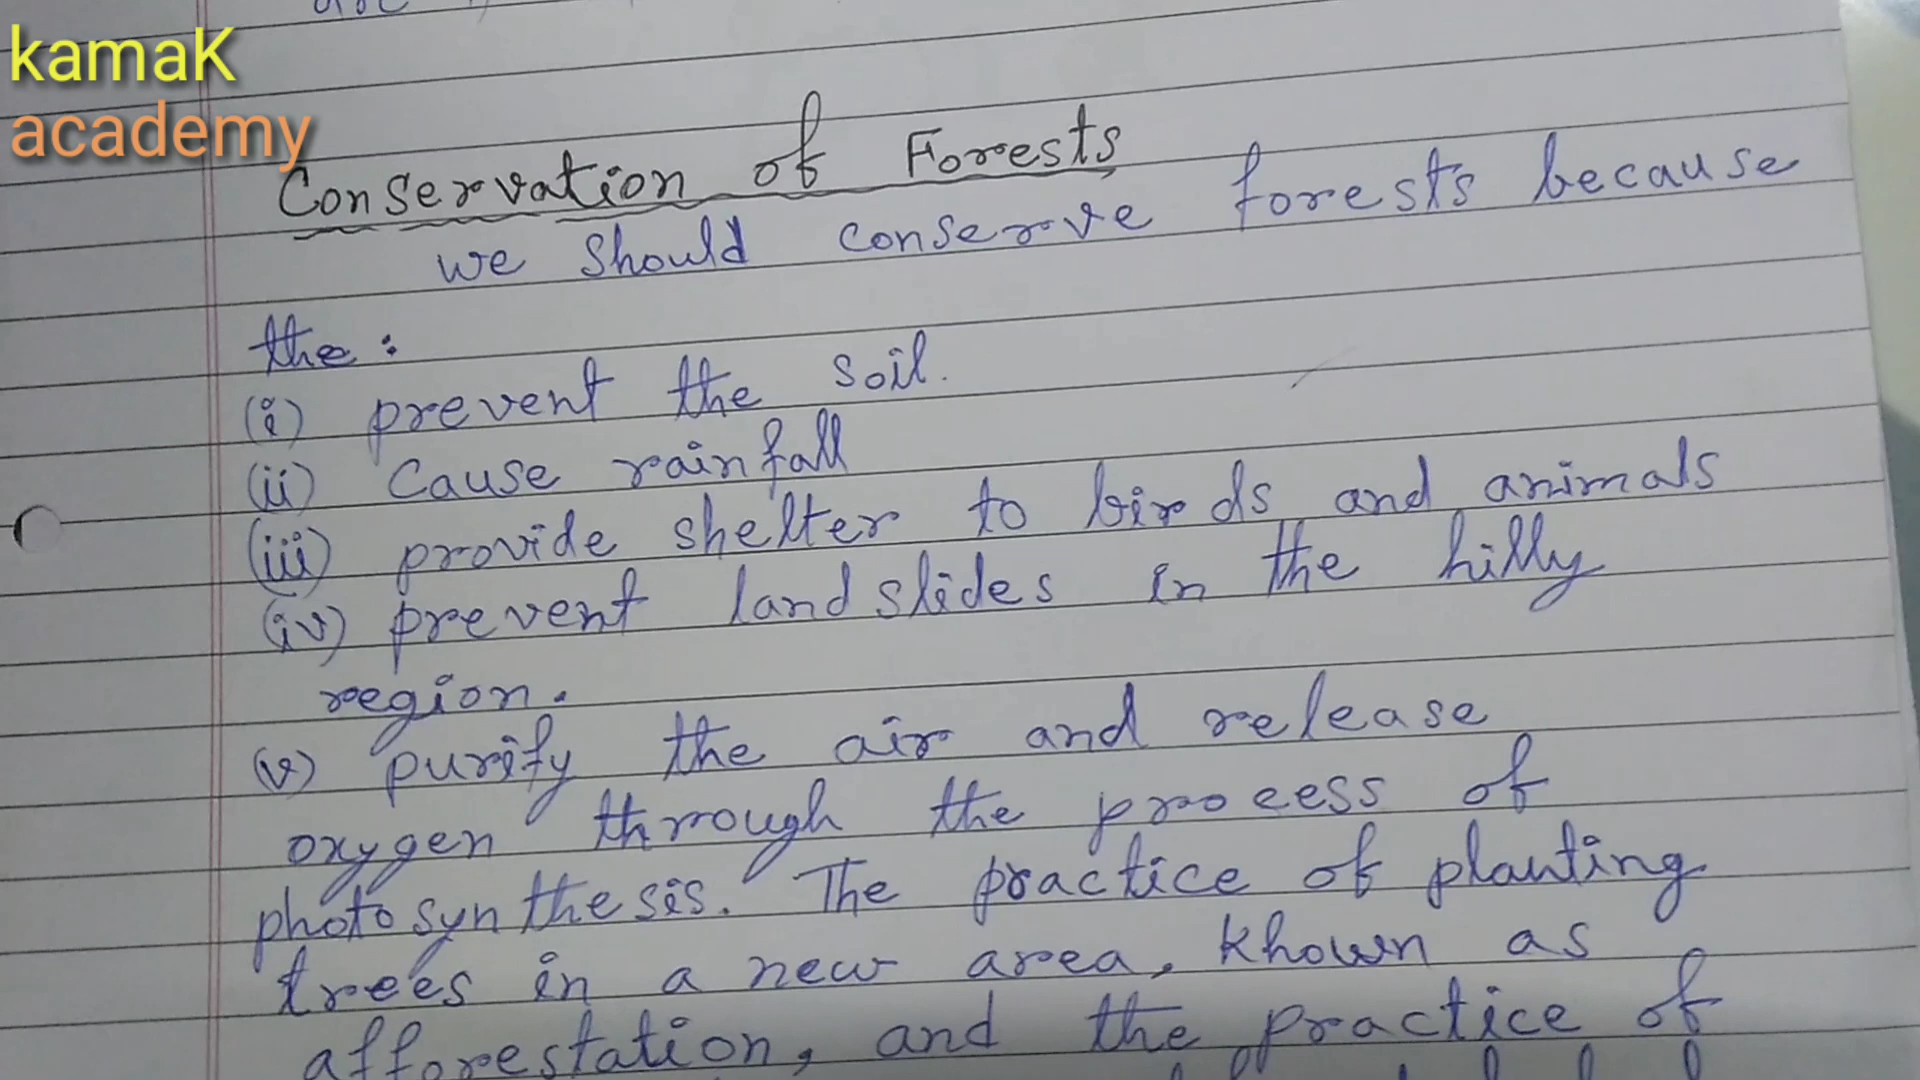 kamaK
academy
Conservation of Forests
we should conserve forests because
the:
(i) prevent the soil.
(ii) Cause rainfall
(iii) provide shelter to birds and animals
(iv) prevent landslides in the hilly
region.
(v) purify the air and release
oxygen through the process of
photosynthesis. The practice of planting
trees in a new area, known as
afforestation, and the practice of